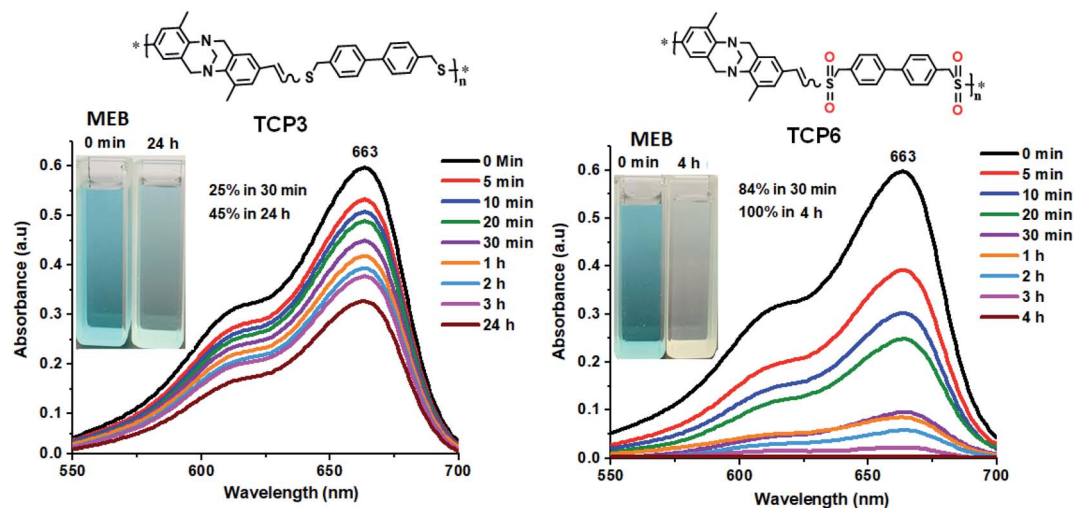 N
N
S
S
n
*
*
MEB
0 min 24 h
TCP3
663
25% in 30 min
45% in 24 h
0 Min
5 min
10 min
20 min
30 min
1 h
2 h
3 h
24 h
0.6
0.5
0.4
0.3
0.2
0.1
0.0
Absorbance (a.u)
550 600 650 700
Wavelength (nm)
N
N
O
O
S
S
O
O
n
*
*
MEB
0 min 4 h
TCP6
663
84% in 30 min
100% in 4 h
0 min
5 min
10 min
20 min
30 min
1 h
2 h
3 h
4 h
0.6
0.5
0.4
0.3
0.2
0.1
0.0
Absorbance (a.u)
550 600 650 700
Wavelength (nm)